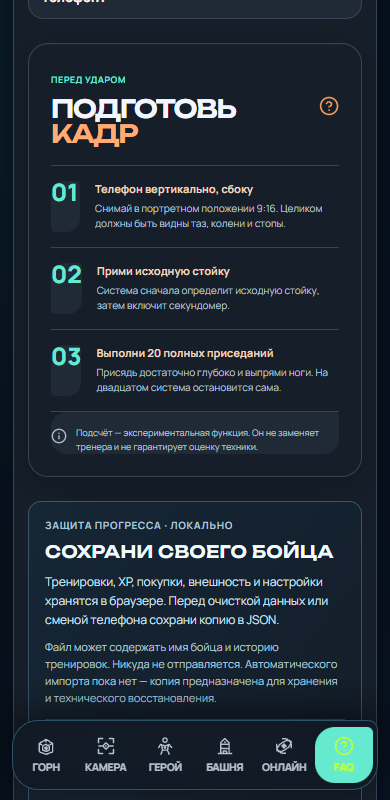 ПЕРЕД УДАРОМ
ПОДГОТОВЬ
КАДР
01
Телефон вертикально, сбоку
Снимай в портретном положении 9:16. Целиком
должны быть видны таз, колени и стопы.
02
Прими исходную стойку
Система сначала определит исходную стойку,
затем включит секундомер.
03
Выполни 20 полных приседаний
Присядь достаточно глубоко и выпрями ноги. На
двадцатом система остановится сама.
Подсчёт — экспериментальная функция. Он не заменяет
тренера и не гарантирует оценку техники.
ЗАЩИТА ПРОГРЕССА · ЛОКАЛЬНО
СОХРАНИ СВОЕГО БОЙЦА
Тренировки, XP, покупки, внешность и настройки
хранятся в браузере. Перед очисткой данных или
сменой телефона сохрани копию в JSON.
Файл может содержать имя бойца и историю
тренировок. Никуда не отправляется. Автоматического
импорта пока нет — копия предназначена для хранения
и технического восстановления.
ГОРН КАМЕРА ГЕРОЙ БАШНЯ ОНЛАЙН FAQ